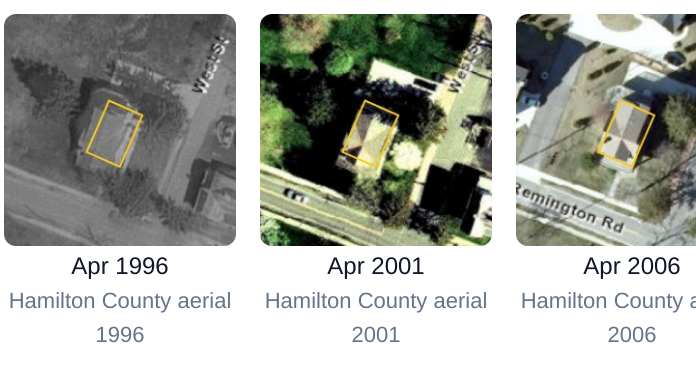 West St
West St
Remington Rd
Apr 1996
Apr 2001
Apr 2006
Hamilton County aerial
1996
Hamilton County aerial
2001
Hamilton County a
2006